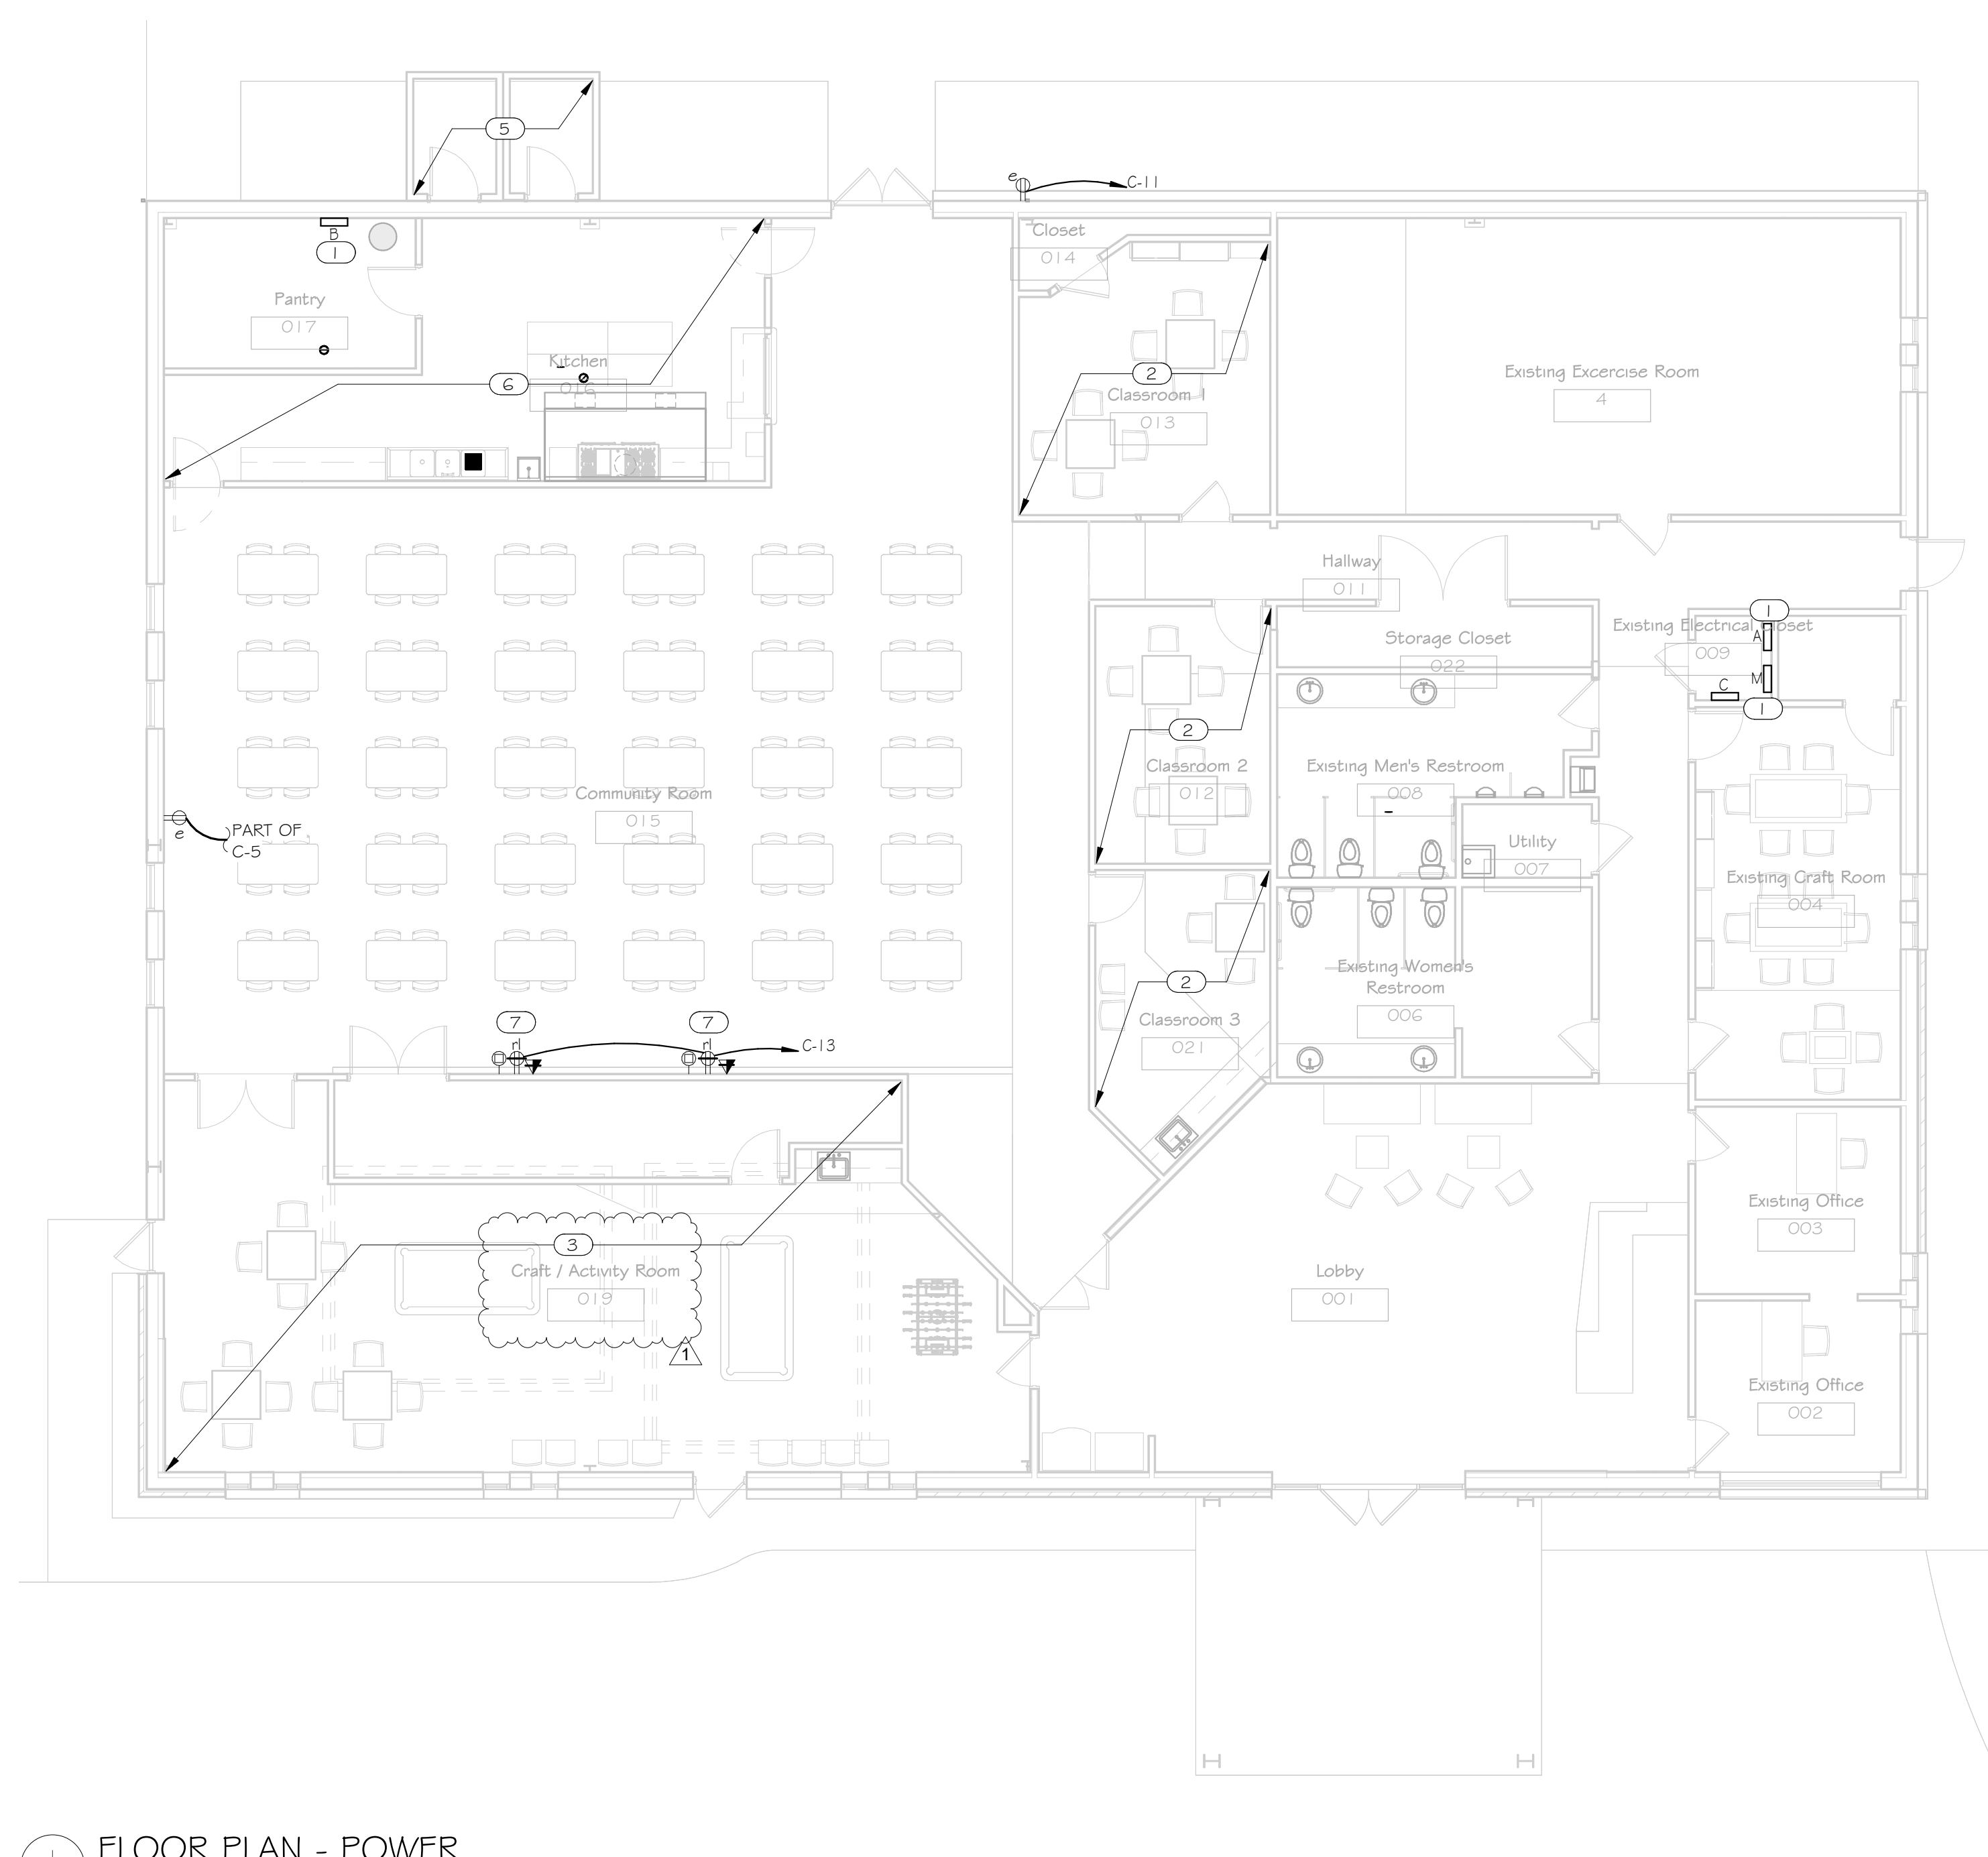 5
e
C-11
B
1
Closet
014
Pantry
017
Kitchen
016
6
2
Classroom 1
013
Existing Excercise Room
4
Hallway
011
1
Existing Electrical Closet
A
009
Storage Closet
022
M
C
1
2
Classroom 2
012
Existing Men's Restroom
008
Community Room
015
e
PART OF
C-5
Utility
007
Existing Craft Room
004
2
Existing Women's
Restroom
006
Classroom 3
021
7
7
rl
rl
C-13
3
Craft / Activity Room
019
1
Lobby
001
Existing Office
003
Existing Office
002
FLOOR PLAN - POWER